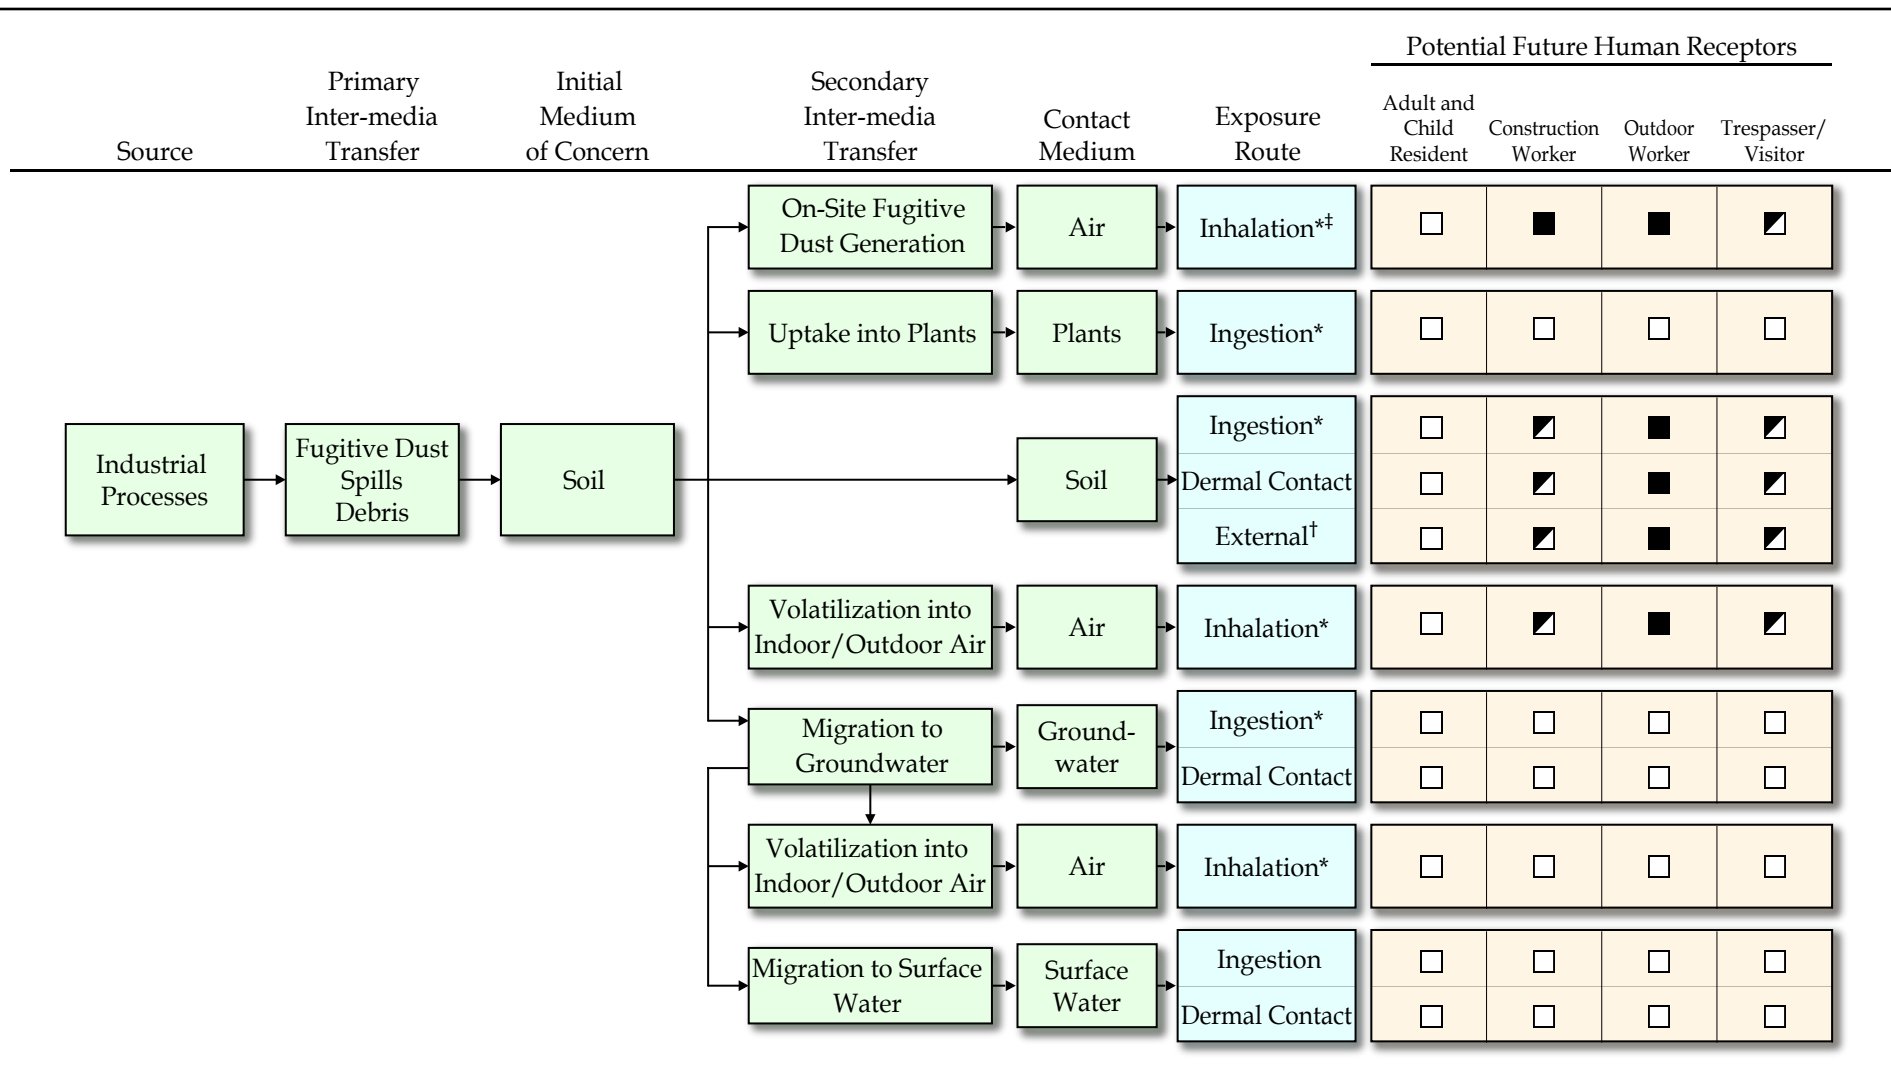 Potential Future Human Receptors
Source
Primary
Inter-media
Transfer
Initial
Medium
of Concern
Secondary
Inter-media
Transfer
Contact
Medium
Exposure
Route
Adult and
Child
Resident
Construction
Worker
Outdoor
Worker
Trespasser/
Visitor
On-Site Fugitive
Dust Generation
Air
Inhalation*‡
Uptake into Plants
Plants
Ingestion*
Industrial
Processes
Fugitive Dust
Spills
Debris
Soil
Soil
Ingestion*
Dermal Contact
External†
Volatilization into
Indoor/Outdoor Air
Air
Inhalation*
Migration to
Groundwater
Ground-
water
Ingestion*
Dermal Contact
Volatilization into
Indoor/Outdoor Air
Air
Inhalation*
Migration to Surface
Water
Surface
Water
Ingestion
Dermal Contact